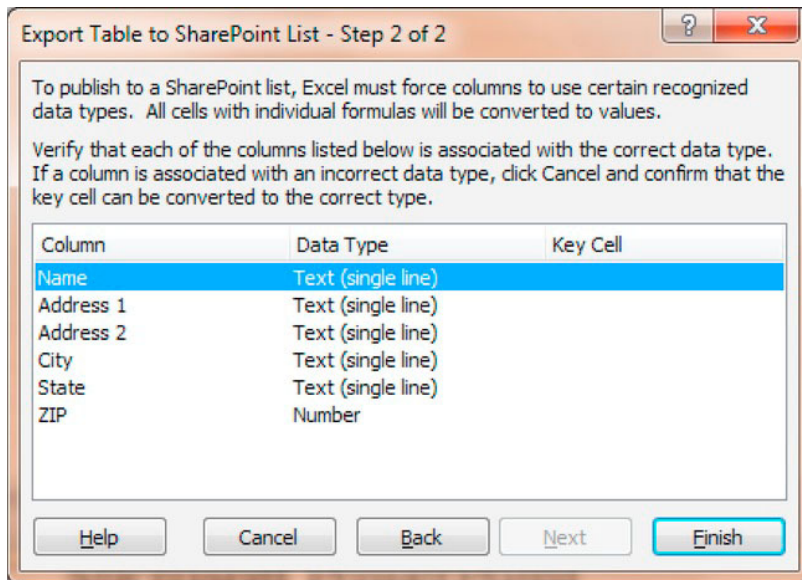 Export Table to SharePoint List - Step 2 of 2
To publish to a SharePoint list, Excel must force columns to use certain recognized
data types.  All cells with individual formulas will be converted to values.
Verify that each of the columns listed below is associated with the correct data type.
If a column is associated with an incorrect data type, click Cancel and confirm that the
key cell can be converted to the correct type.
Column Data Type Key Cell
Name Text (single line)
Address 1 Text (single line)
Address 2 Text (single line)
City Text (single line)
State Text (single line)
ZIP Number
Help Cancel Back Next Finish